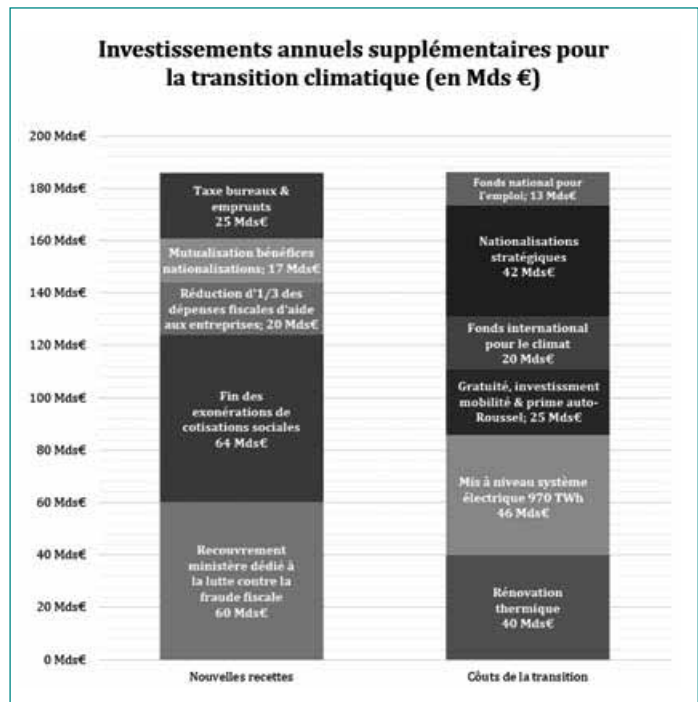 Investissements annuels supplémentaires pour
la transition climatique (en Mds €)
200 Mds€
180 Mds€
160 Mds€
140 Mds€
120 Mds€
100 Mds€
80 Mds€
60 Mds€
40 Mds€
20 Mds€
0 Mds€
Taxe bureaux &
emprunts
25 Mds€
Mutualisation bénéfices
nationalisations; 17 Mds€
Réduction d'1/3 des
dépenses fiscales d'aide
aux entreprises; 20 Mds€
Fin des
exonérations de
cotisations sociales
64 Mds€
Recouvrement
ministère dédié à
la lutte contre la
fraude fiscale
60 Mds€
Nouvelles recettes
Fonds national pour
l'emploi; 13 Mds€
Nationalisations
stratégiques
42 Mds€
Fonds international
pour le climat
20 Mds€
Gratuité, investissment
mobilité & prime auto-
Roussel; 25 Mds€
Mis à niveau système
électrique 970 TWh
46 Mds€
Rénovation
thermique
40 Mds€
Côuts de la transition